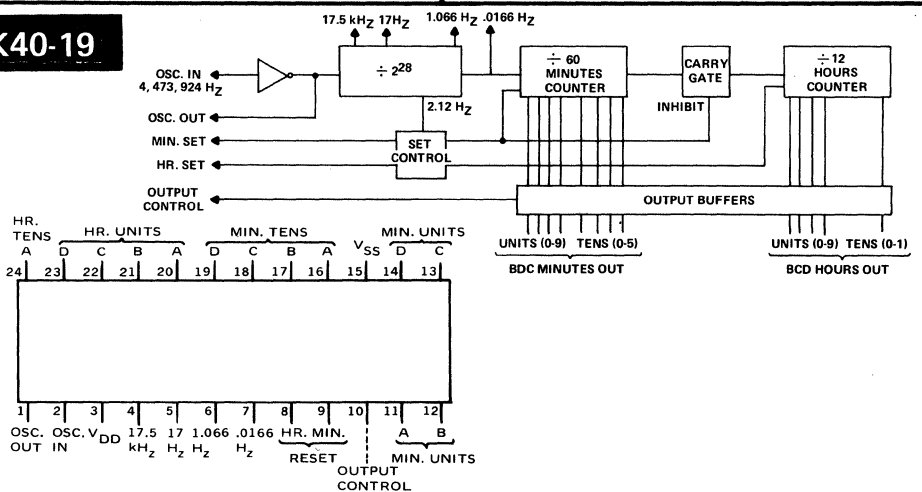 K40-19
17.5 kHz 17Hz 1.066 Hz .0166 Hz
OSC. IN
4, 473, 924 Hz
÷ 2²⁸
÷ 60
MINUTES
COUNTER
CARRY
GATE
÷ 12
HOURS
COUNTER
INHIBIT
2.12 Hz
OSC. OUT
MIN. SET
HR. SET
SET
CONTROL
OUTPUT
CONTROL
OUTPUT BUFFERS
UNITS (0-9) TENS (0-5)
BDC MINUTES OUT
UNITS (0-9) TENS (0-1)
BCD HOURS OUT
HR.
TENS
HR. UNITS
MIN. TENS
VSS
MIN. UNITS
A D C B A D C B A D C
24 23 22 21 20 19 18 17 16 15 14 13
1 2 3 4 5 6 7 8 9 10 11 12
OSC.
OUT
OSC.
IN
VDD
17.5
kHz
17
Hz
1.066
Hz
.0166
Hz
HR. MIN.
RESET
OUTPUT
CONTROL
A B
MIN. UNITS